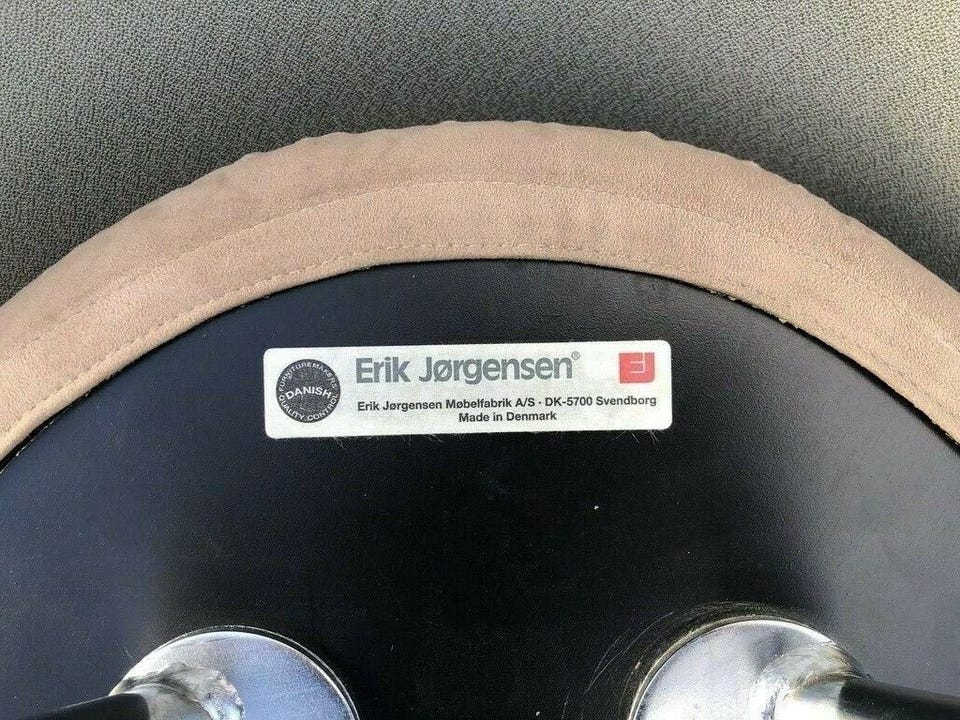 FURNITUREMAKERS
DANISH
QUALITY.CONTROL
Erik Jørgensen®
EJ
Erik Jørgensen Møbelfabrik A/S · DK-5700 Svendborg
Made in Denmark